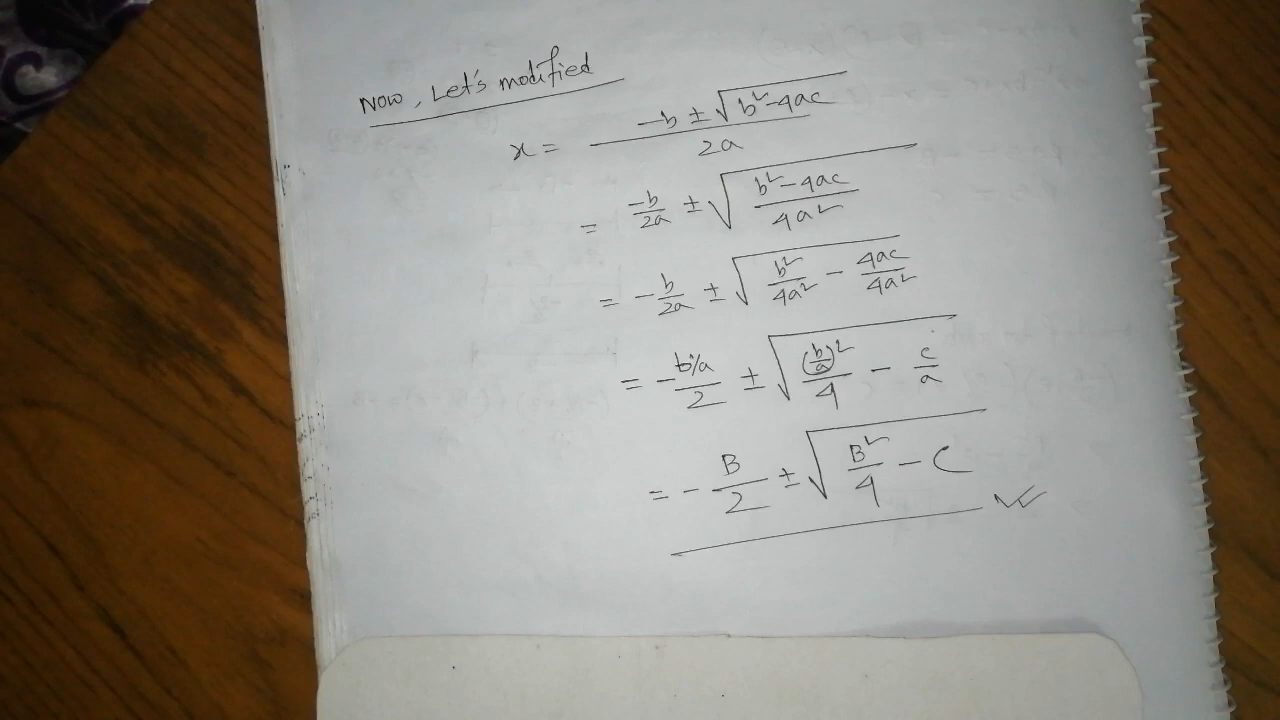 Now, Let's modified
x = (-b ± √(b² - 4ac)) / 2a
= -b/2a ± √((b² - 4ac)/4a²)
= -b/2a ± √(b²/4a² - 4ac/4a²)
= -(b/a)/2 ± √((b/a)²/4 - c/a)
= -B/2 ± √(B²/4 - C)